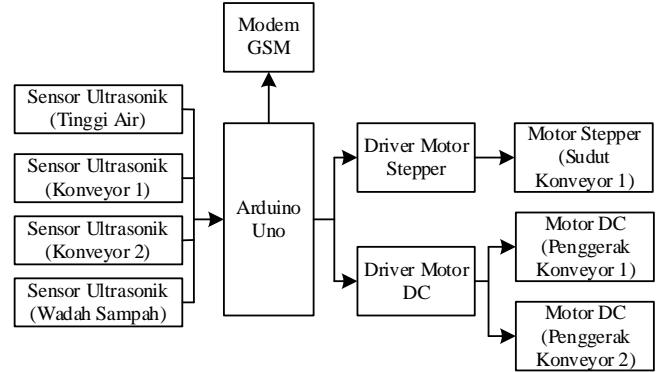 Modem
GSM
Sensor Ultrasonik
(Tinggi Air)
Sensor Ultrasonik
(Konveyor 1)
Sensor Ultrasonik
(Konveyor 2)
Sensor Ultrasonik
(Wadah Sampah)
Arduino
Uno
Driver Motor
Stepper
Driver Motor
DC
Motor Stepper
(Sudut
Konveyor 1)
Motor DC
(Penggerak
Konveyor 1)
Motor DC
(Penggerak
Konveyor 2)